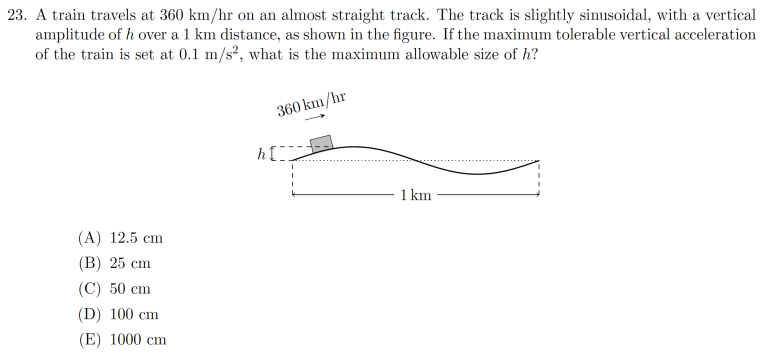 23. A train travels at 360 km/hr on an almost straight track. The track is slightly sinusoidal, with a vertical
amplitude of h over a 1 km distance, as shown in the figure. If the maximum tolerable vertical acceleration
of the train is set at 0.1 m/s², what is the maximum allowable size of h?
360 km/hr
h
1 km
(A) 12.5 cm
(B) 25 cm
(C) 50 cm
(D) 100 cm
(E) 1000 cm